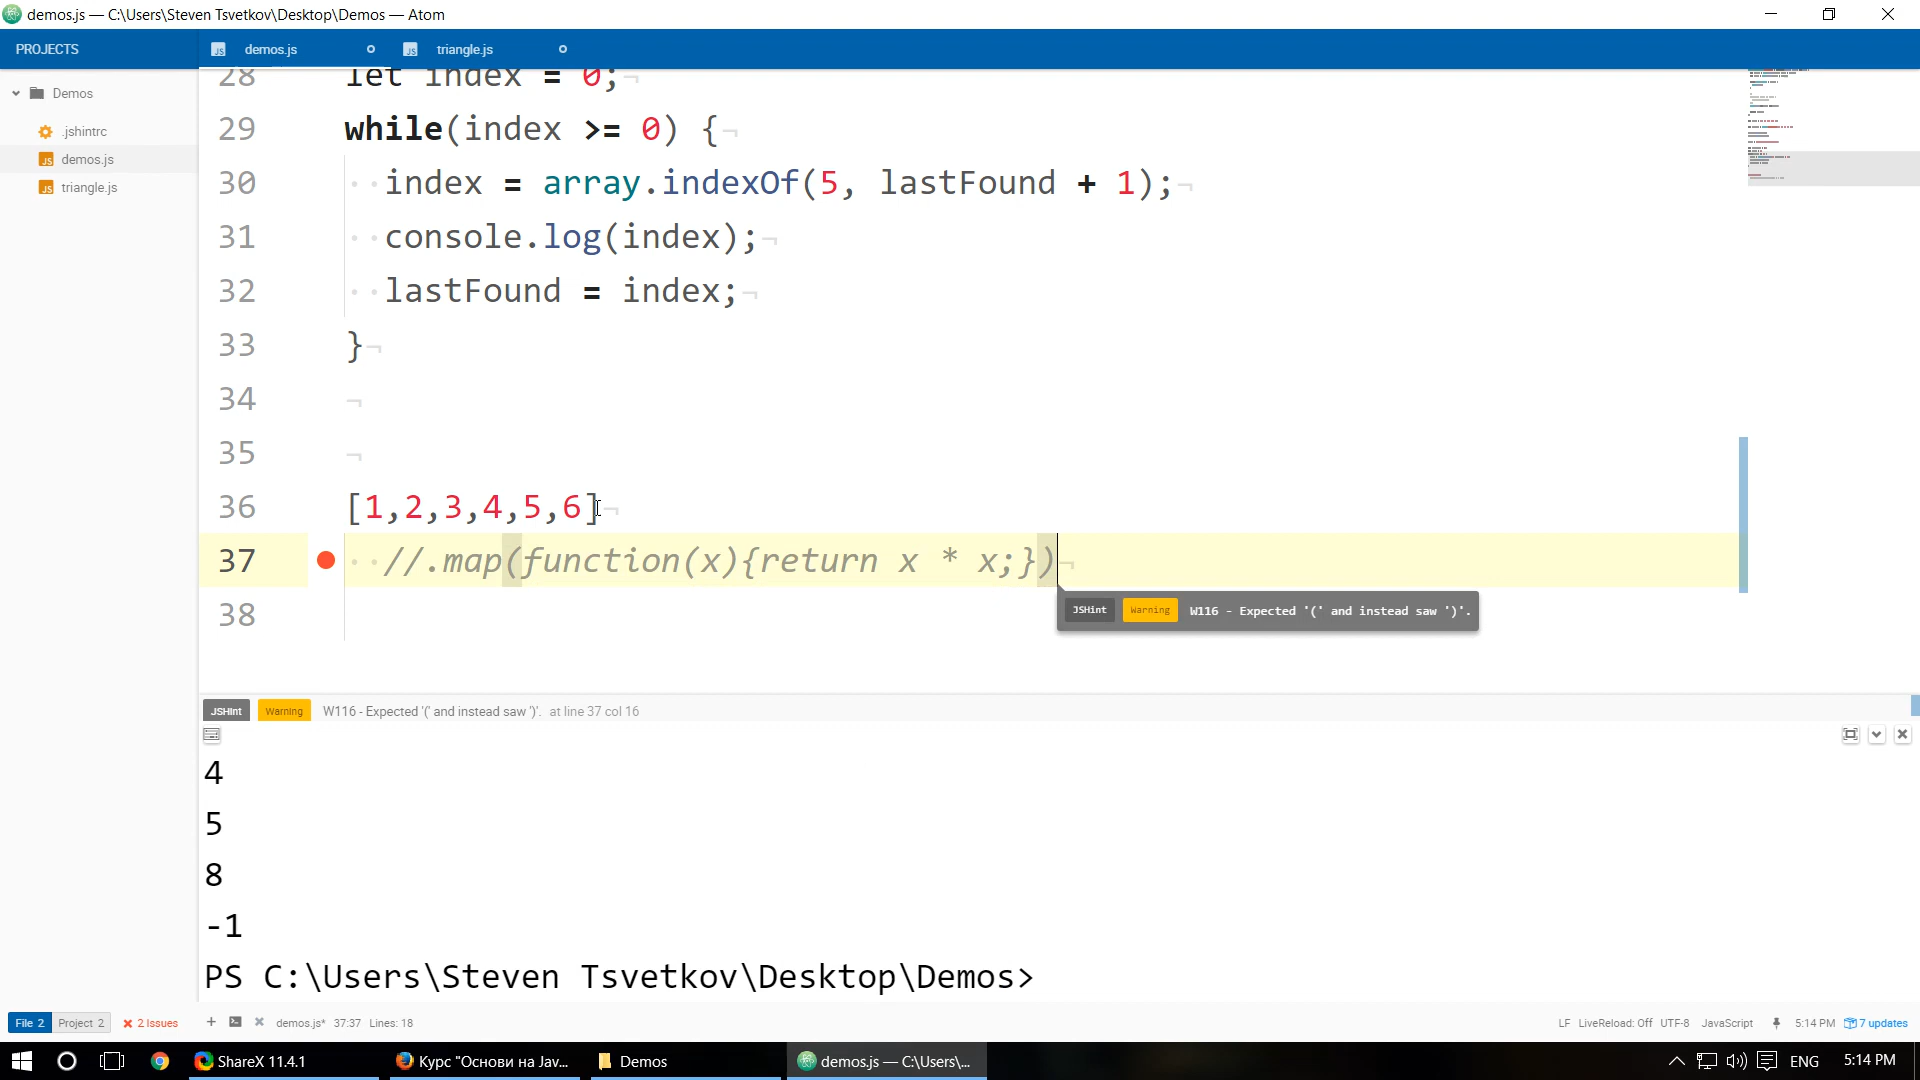 demos.js — C:\Users\Steven Tsvetkov\Desktop\Demos — Atom
PROJECTS
demos.js
triangle.js
Demos
.jshintrc
demos.js
triangle.js
28 let index = 0;¬
29 while(index >= 0) {¬
30 ··index = array.indexOf(5, lastFound + 1);¬
31 ··console.log(index);¬
32 ··lastFound = index;¬
33 }¬
34 ¬
35 ¬
36 [1,2,3,4,5,6]¬
37 ··//.map(function(x){return x * x;})¬
38
JSHint Warning W116 - Expected '(' and instead saw ')'.
JSHint Warning W116 - Expected '(' and instead saw ')'. at line 37 col 16
4
5
8
-1
PS C:\Users\Steven Tsvetkov\Desktop\Demos>
File 2 Project 2 2 Issues demos.js* 37:37 Lines: 18 LF LiveReload: Off UTF-8 JavaScript 5:14 PM 7 updates
ShareX 11.4.1 Курс "Основи на Jav... Demos demos.js — C:\Users\... ENG 5:14 PM